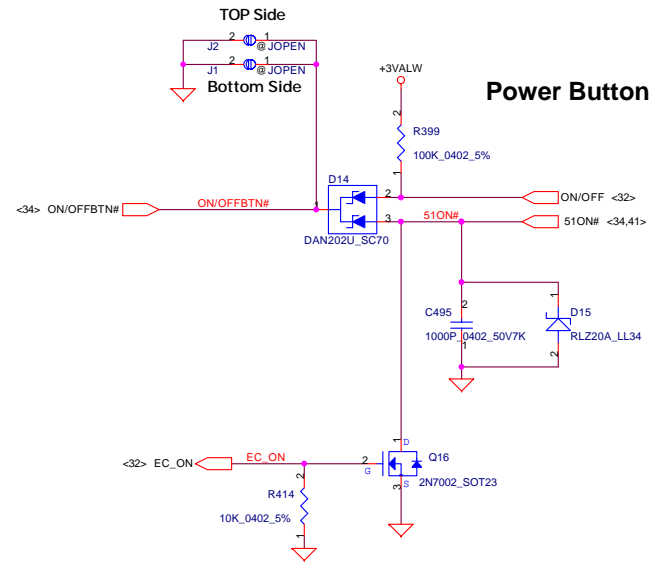 TOP Side
J2
2
1
@ JOPEN
J1
2
1
@ JOPEN
Bottom Side
+3VALW
Power Button
2
R399
100K_0402_5%
1
D14
<34> ON/OFFBTN#
ON/OFFBTN#
1
2
ON/OFF <32>
3
51ON#
51ON# <34,41>
DAN202U_SC70
C495
2
1000P_0402_50V7K
1
1
D15
RLZ20A_LL34
2
<32> EC_ON
EC_ON
2
G
1
D
Q16
2N7002_SOT23
3
S
2
R414
10K_0402_5%
1